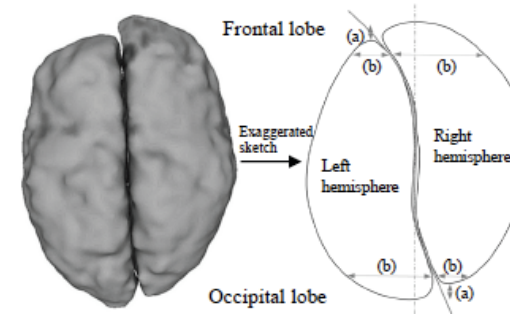 Frontal lobe
(a)
(b)
(b)
Exaggerated
sketch
Right
hemisphere
Left
hemisphere
(b)
(b)
(a)
Occipital lobe